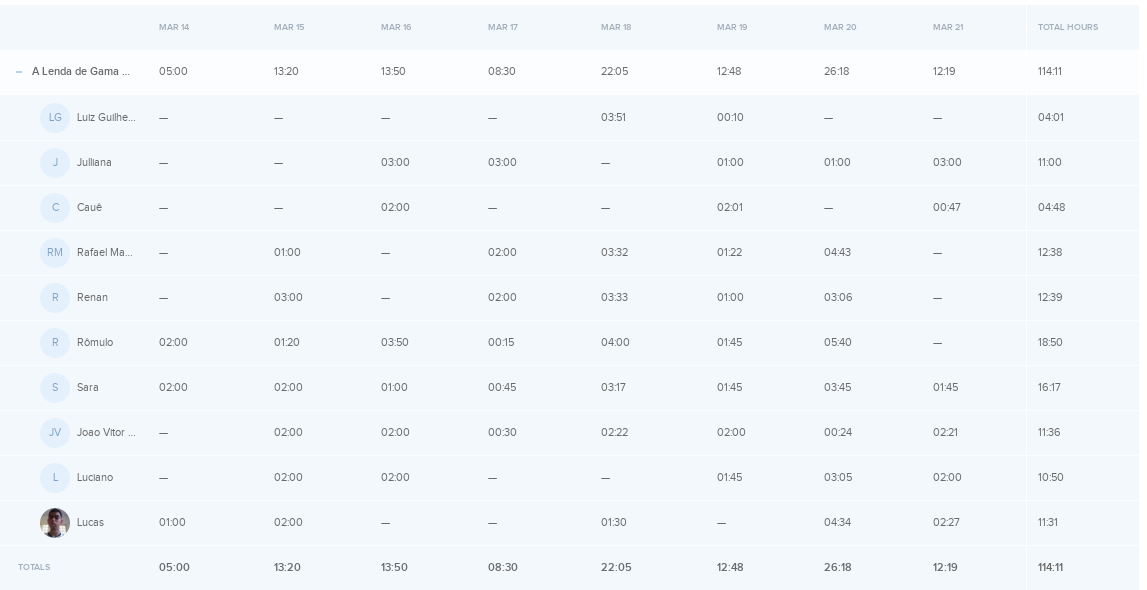 MAR 14 MAR 15 MAR 16 MAR 17 MAR 18 MAR 19 MAR 20 MAR 21 TOTAL HOURS
– A Lenda de Gama ... 05:00 13:20 13:50 08:30 22:05 12:48 26:18 12:19 114:11
LG Luiz Guilhe... — — — — 03:51 00:10 — — 04:01
J Julliana — — 03:00 03:00 — 01:00 01:00 03:00 11:00
C Cauê — — 02:00 — — 02:01 — 00:47 04:48
RM Rafael Ma... — 01:00 — 02:00 03:32 01:22 04:43 — 12:38
R Renan — 03:00 — 02:00 03:33 01:00 03:06 — 12:39
R Rômulo 02:00 01:20 03:50 00:15 04:00 01:45 05:40 — 18:50
S Sara 02:00 02:00 01:00 00:45 03:17 01:45 03:45 01:45 16:17
JV Joao Vitor ... — 02:00 02:00 00:30 02:22 02:00 00:24 02:21 11:36
L Luciano — 02:00 02:00 — — 01:45 03:05 02:00 10:50
Lucas 01:00 02:00 — — 01:30 — 04:34 02:27 11:31
TOTALS 05:00 13:20 13:50 08:30 22:05 12:48 26:18 12:19 114:11